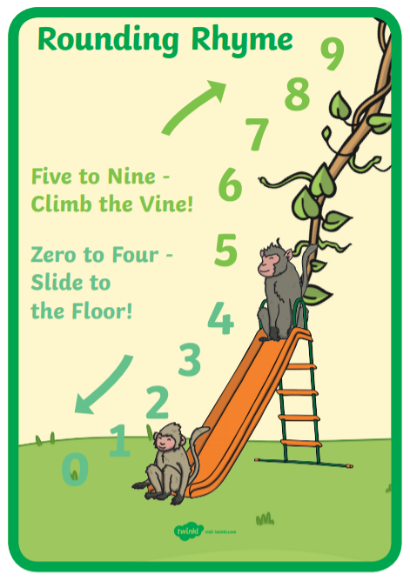 Rounding Rhyme
9
8
7
Five to Nine -
6
Climb the Vine!
5
Zero to Four -
Slide to
the Floor!
4
3
2
1
0
twinkl